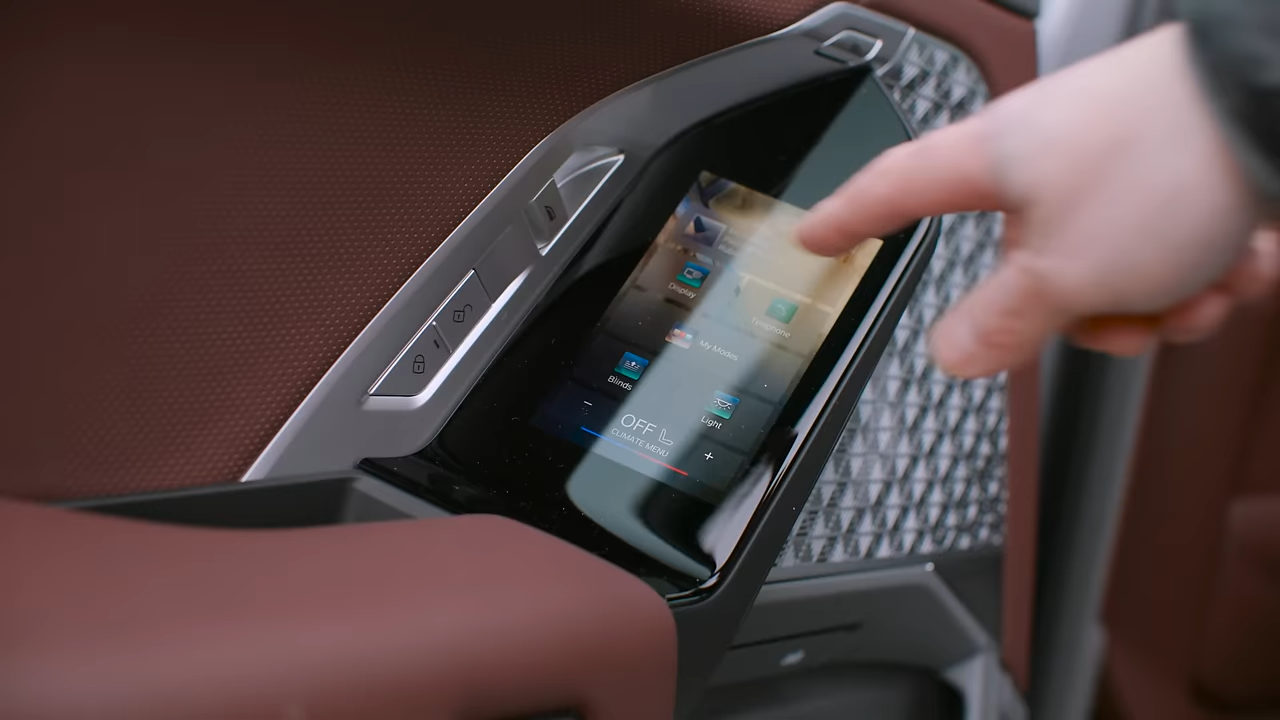 Display
Telephone
My Modes
Blinds
Light
−
OFF
CLIMATE MENU
+